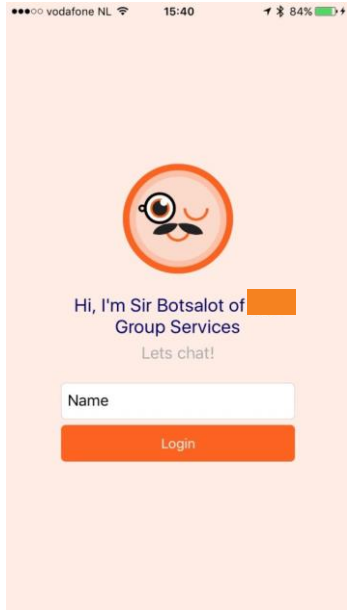 vodafone NL 15:40 84%
Hi, I'm Sir Botsalot of
Group Services
Lets chat!
Name
Login